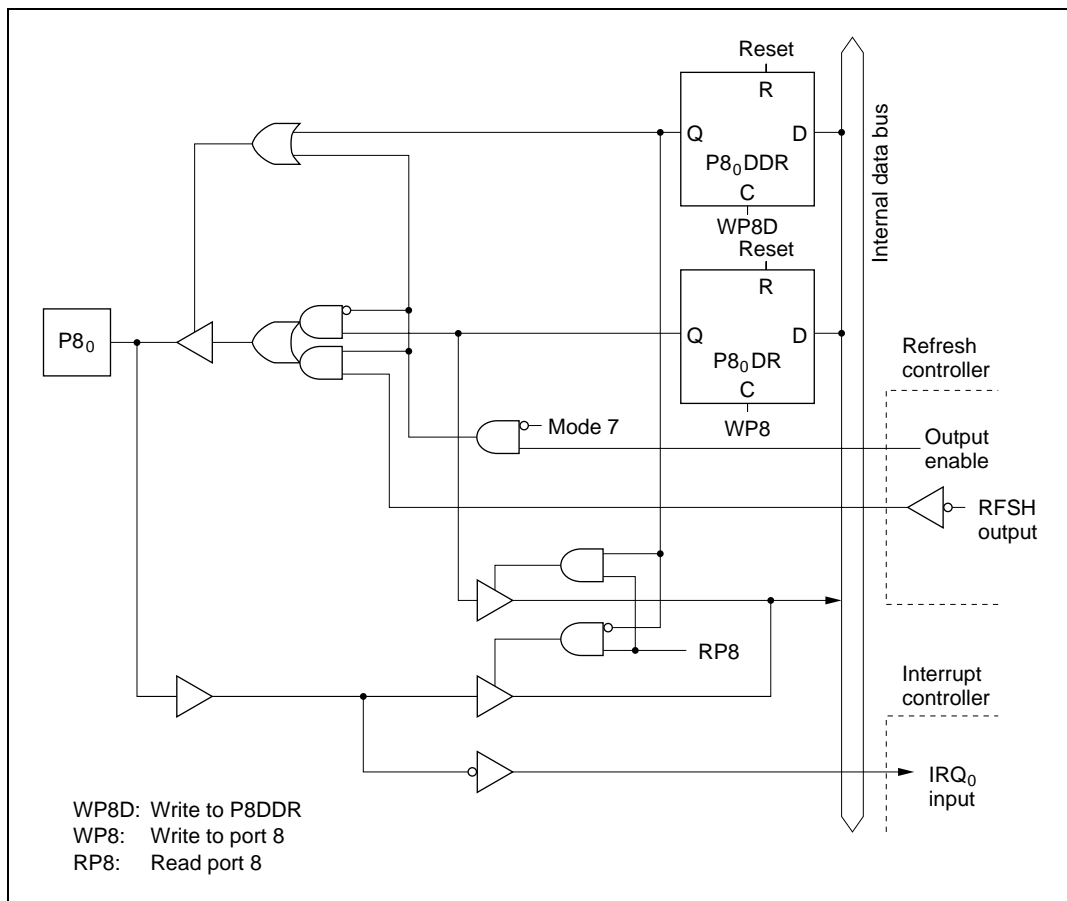 Reset
R
Q
D
P8₀DDR
C
WP8D
Reset
R
Q
D
P8₀DR
C
WP8
Internal data bus
P8₀
Mode 7
Refresh
controller
Output
enable
RFSH
output
RP8
Interrupt
controller
IRQ₀
input
WP8D: Write to P8DDR
WP8: Write to port 8
RP8: Read port 8